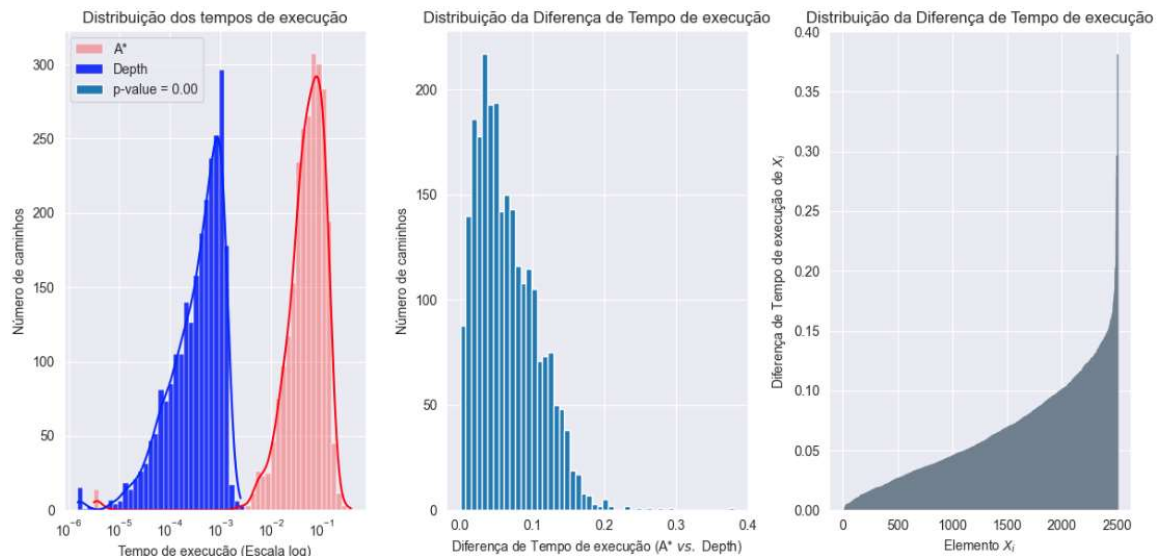 Distribuição dos tempos de execução
A*
Depth
p-value = 0.00
Número de caminhos
300
250
200
150
100
50
0
10⁻⁶ 10⁻⁵ 10⁻⁴ 10⁻³ 10⁻² 10⁻¹
Tempo de execução (Escala log)
Distribuição da Diferença de Tempo de execução
Número de caminhos
200
150
100
50
0
0.0 0.1 0.2 0.3 0.4
Diferença de Tempo de execução (A* vs. Depth)
Distribuição da Diferença de Tempo de execução
Diferença de Tempo de execução de Xᵢ
0.40
0.35
0.30
0.25
0.20
0.15
0.10
0.05
0.00
0 500 1000 1500 2000 2500
Elemento Xᵢ